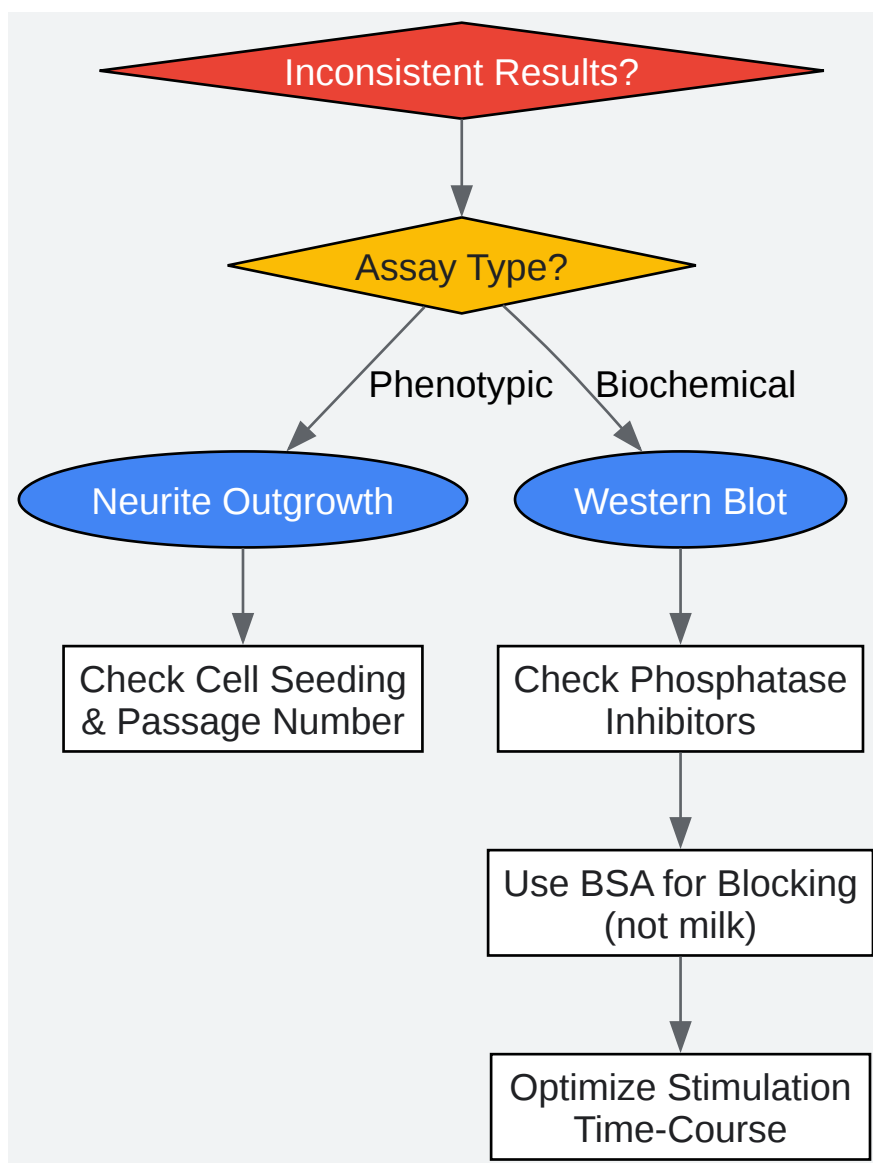 Inconsistent Results?
Assay Type?
Phenotypic
Biochemical
Neurite Outgrowth
Western Blot
Check Cell Seeding
& Passage Number
Check Phosphatase
Inhibitors
Use BSA for Blocking
(not milk)
Optimize Stimulation
Time-Course